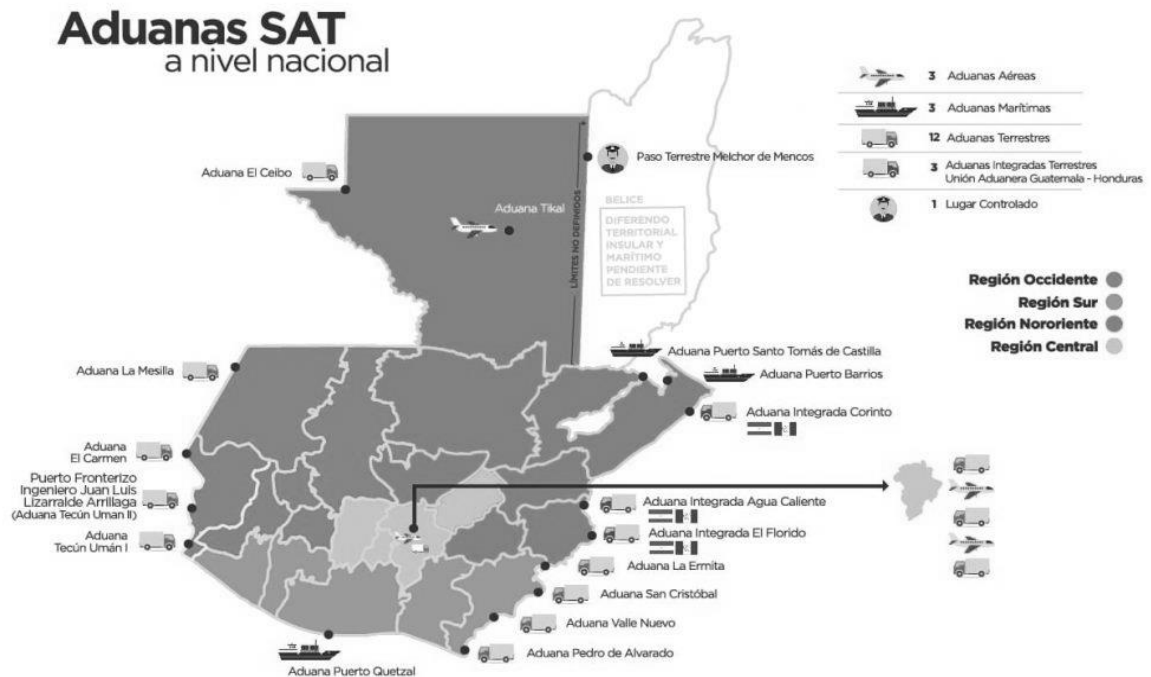 Aduanas SAT
a nivel nacional
3 Aduanas Aéreas
3 Aduanas Marítimas
12 Aduanas Terrestres
3 Aduanas Integradas Terrestres
Unión Aduanera Guatemala - Honduras
1 Lugar Controlado
Región Occidente
Región Sur
Región Nororiente
Región Central
Aduana El Ceibo
Paso Terrestre Melchor de Mencos
Aduana Tikal
LÍMITES NO DEFINIDOS
BELICE
DIFERENDO
TERRITORIAL
INSULAR Y
MARÍTIMO
PENDIENTE
DE RESOLVER
Aduana Puerto Santo Tomás de Castilla
Aduana La Mesilla
Aduana Puerto Barrios
Aduana Integrada Corinto
Aduana
El Carmen
Puerto Fronterizo
Ingeniero Juan Luis
Lizarralde Arrillaga
(Aduana Tecún Uman II)
Aduana
Tecún Umán I
Aduana Integrada Agua Caliente
Aduana Integrada El Florido
Aduana La Ermita
Aduana San Cristóbal
Aduana Valle Nuevo
Aduana Pedro de Alvarado
Aduana Puerto Quetzal